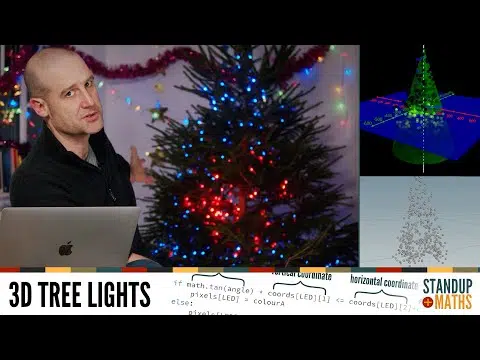 3D TREE LIGHTS
vertical coordinate
horizontal coordinate
if math.tan(angle) + coords[LED][1] <= coords[LED][2]+
pixels[LED] = colourA
else:
STANDUP
+MATHS